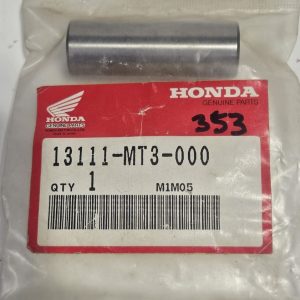 HONDA
GENUINE PARTS
HONDA
353
13111-MT3-000
QTY 1 M1M05